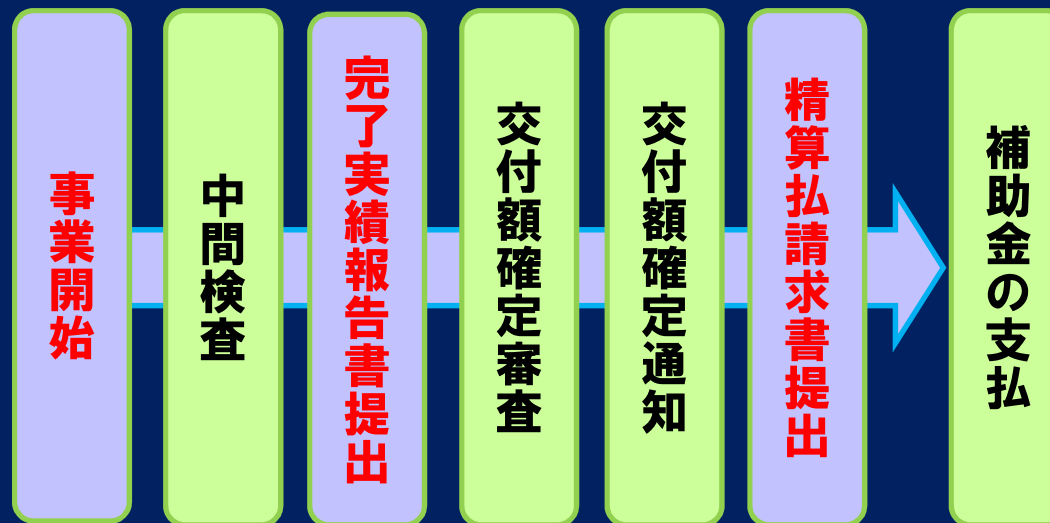 事業開始
中間検査
完了実績報告書提出
交付額確定審査
交付額確定通知
精算払請求書提出
補助金の支払